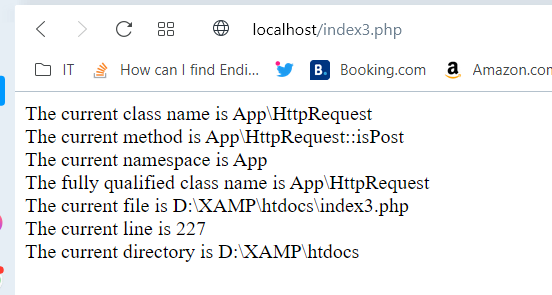 localhost/index3.php
IT How can I find Endi... B. Booking.com a Amazon.com
The current class name is App\HttpRequest
The current method is App\HttpRequest::isPost
The current namespace is App
The fully qualified class name is App\HttpRequest
The current file is D:\XAMP\htdocs\index3.php
The current line is 227
The current directory is D:\XAMP\htdocs